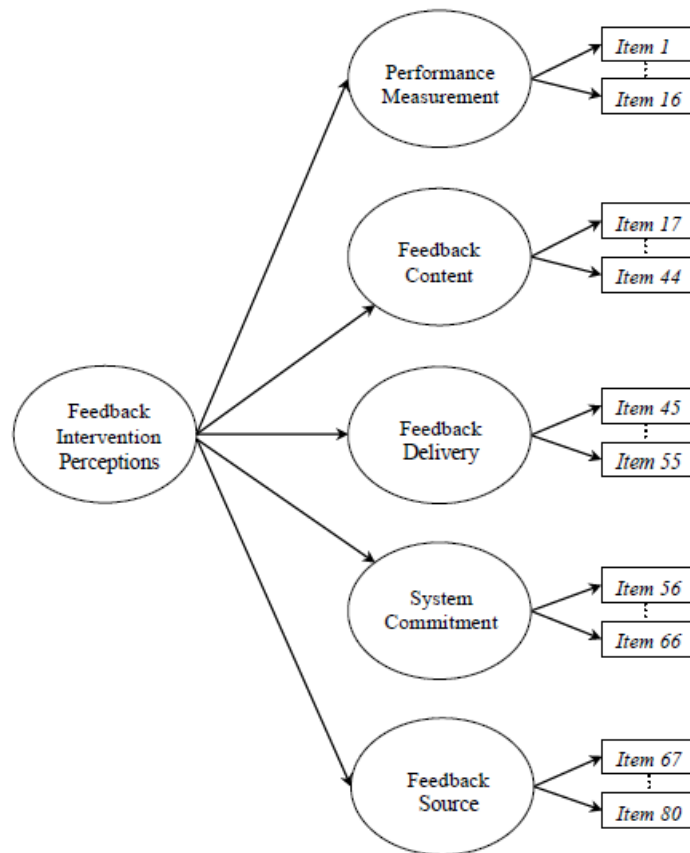 Performance
Measurement
Item 1
Item 16
Feedback
Content
Item 17
Item 44
Feedback
Intervention
Perceptions
Feedback
Delivery
Item 45
Item 55
System
Commitment
Item 56
Item 66
Feedback
Source
Item 67
Item 80